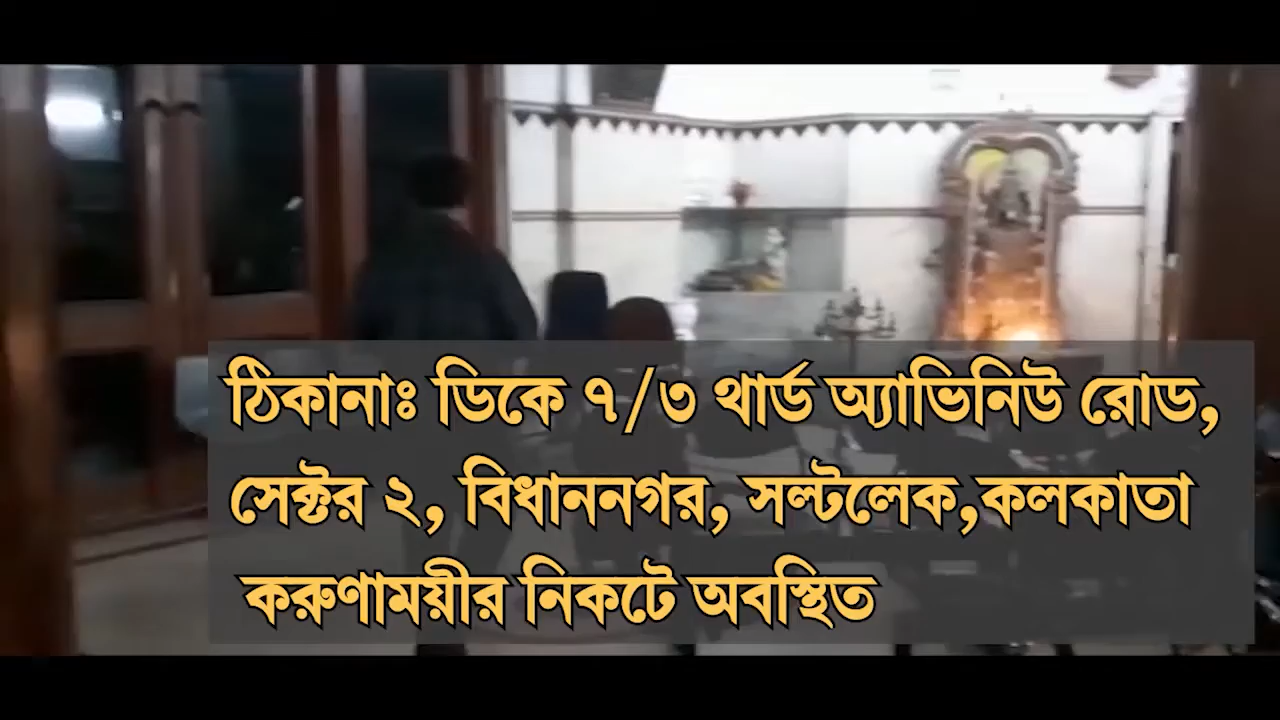 ঠিকানাঃ ডিকে ৭/৩ থার্ড অ্যাভিনিউ রোড,
সেক্টর ২, বিধাননগর, সল্টলেক,কলকাতা
করুণাময়ীর নিকটে অবস্থিত